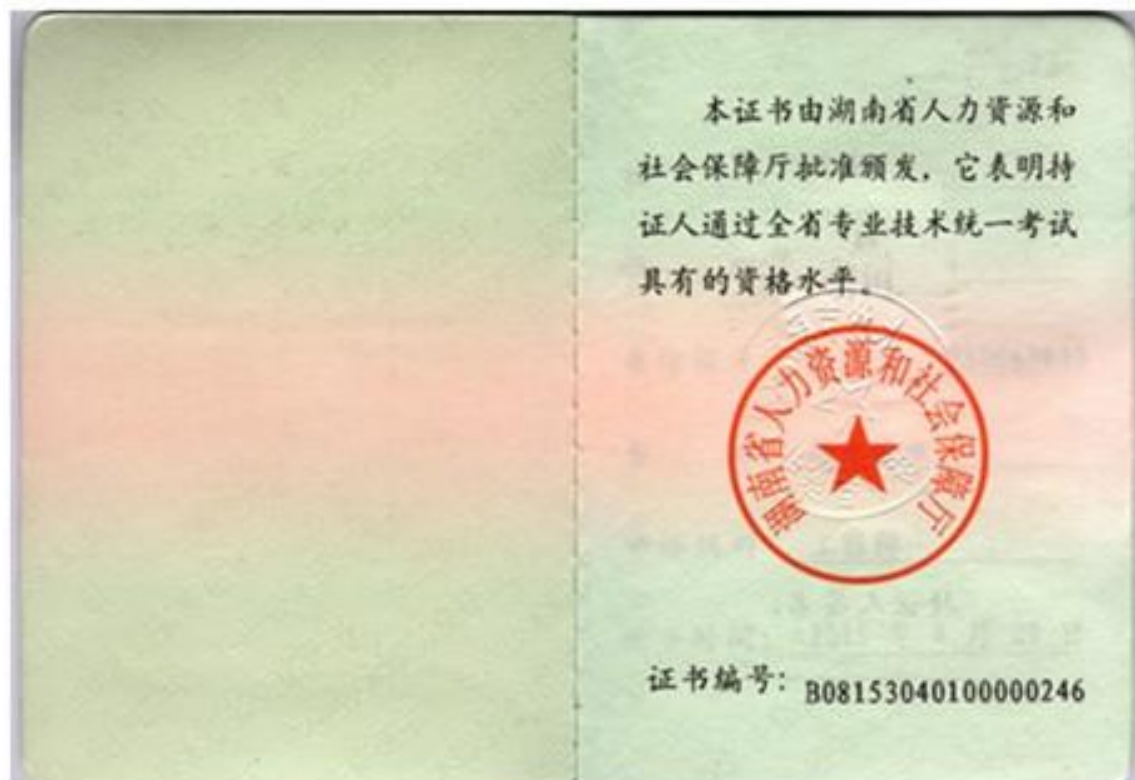 本证书由湖南省人力资源和
社会保障厅批准颁发，它表明持
证人通过全省专业技术统一考试
具有的资格水平。
湖南省人力资源和社会保障厅
证书编号：B08153040100000246